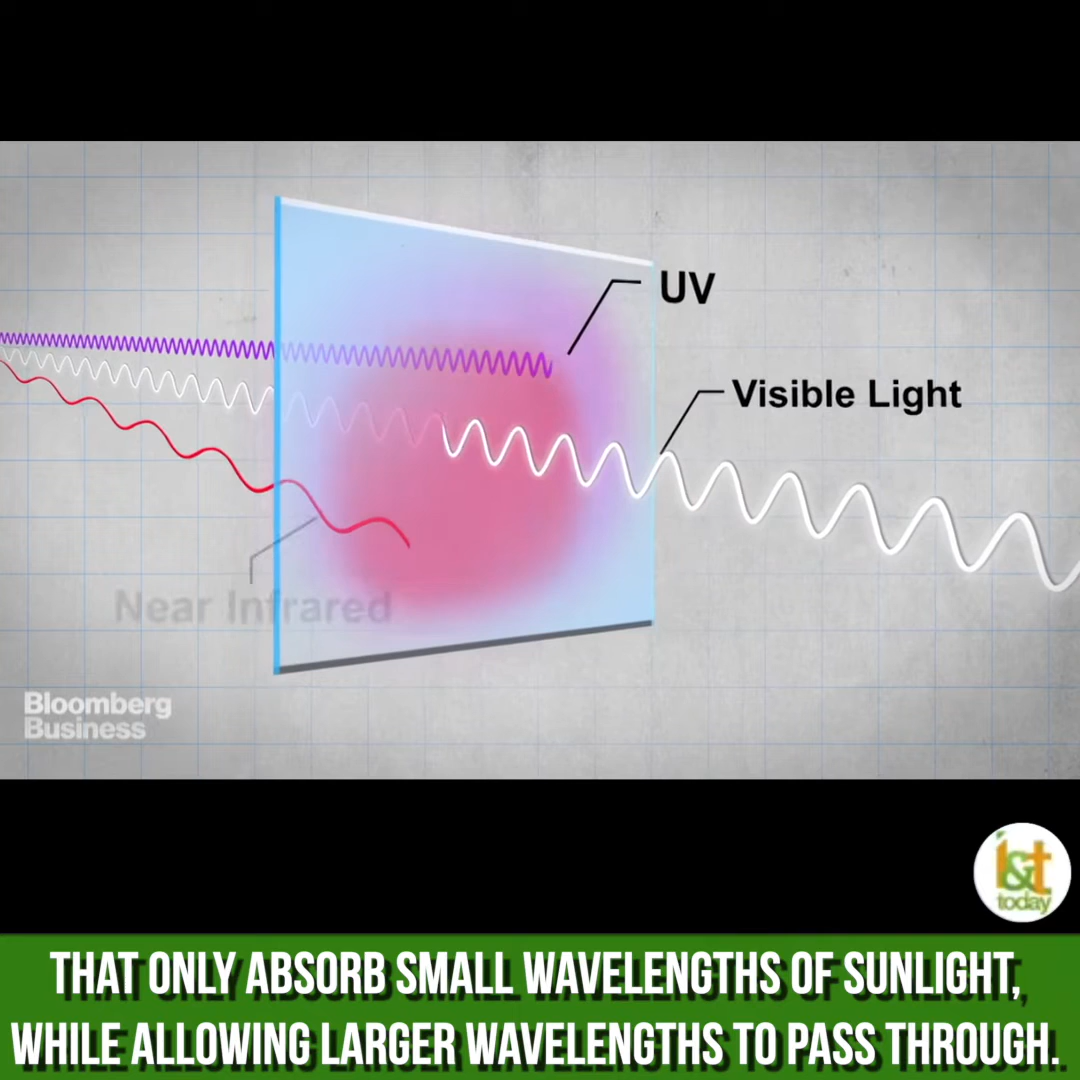 UV
Visible Light
Near Infrared
Bloomberg
Business
i&t
today
THAT ONLY ABSORB SMALL WAVELENGTHS OF SUNLIGHT,
WHILE ALLOWING LARGER WAVELENGTHS TO PASS THROUGH.